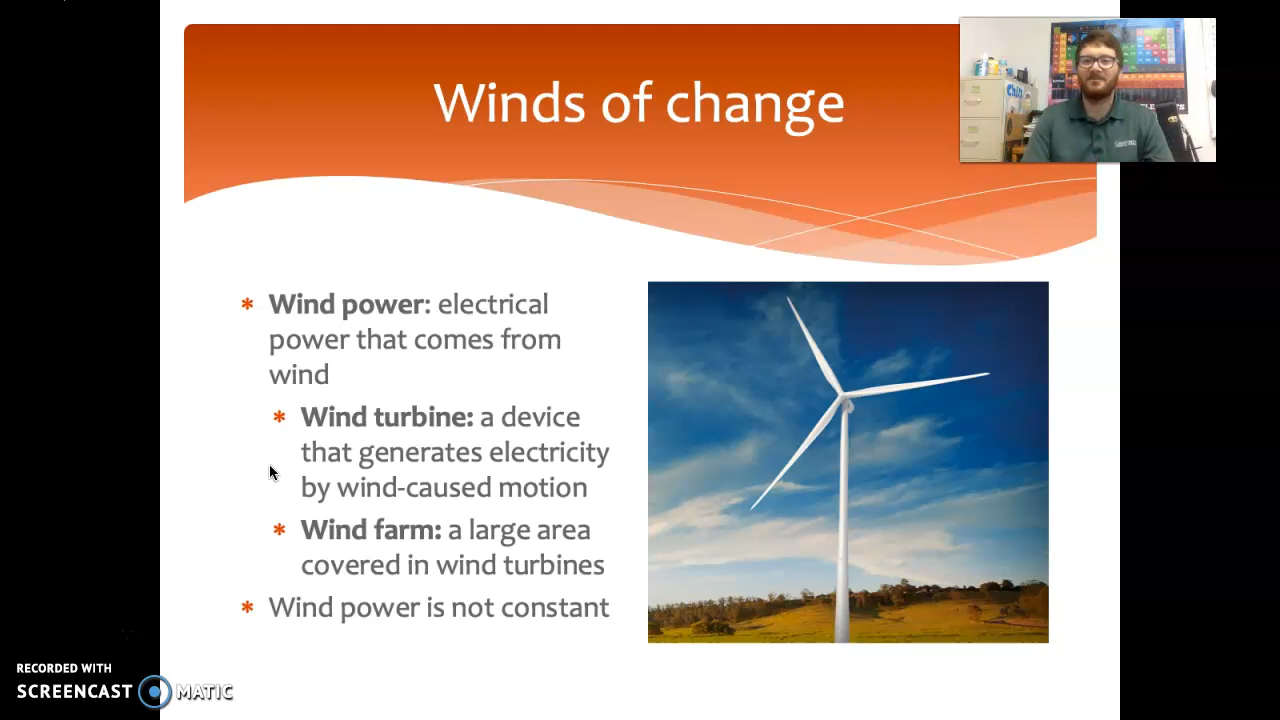 Winds of change
Chill
* Wind power: electrical
power that comes from
wind
* Wind turbine: a device
that generates electricity
by wind-caused motion
* Wind farm: a large area
covered in wind turbines
* Wind power is not constant
RECORDED WITH
SCREENCAST MATIC